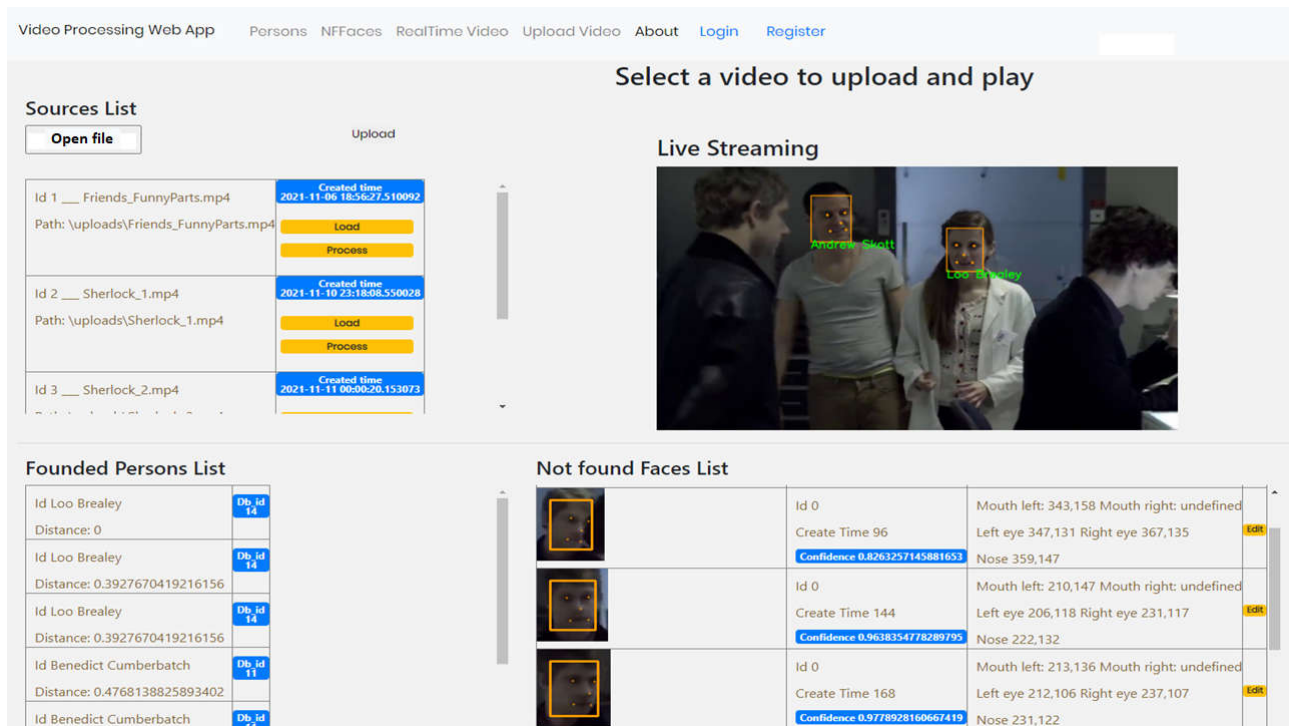 Video Processing Web App Persons NFFaces RealTime Video Upload Video About Login Register
Select a video to upload and play
Sources List
Open file
Upload
Id 1 ___ Friends_FunnyParts.mp4
Path: \uploads\Friends_FunnyParts.mp4
Created time
2021-11-06 18:56:27.510092
Load
Process
Id 2 ___ Sherlock_1.mp4
Path: \uploads\Sherlock_1.mp4
Created time
2021-11-10 23:18:08.550028
Load
Process
Id 3 ___ Sherlock_2.mp4
Created time
2021-11-11 00:00:20.153073
Live Streaming
Andrew Skott
Loo Brealey
Founded Persons List
Id Loo Brealey
Distance: 0
Db_id
14
Id Loo Brealey
Distance: 0.3927670419216156
Db_id
14
Id Loo Brealey
Distance: 0.3927670419216156
Db_id
14
Id Benedict Cumberbatch
Distance: 0.4768138825893402
Db_id
11
Id Benedict Cumberbatch
Db_id
Not found Faces List
Id 0
Create Time 96
Confidence 0.8263257145881653
Mouth left: 343,158 Mouth right: undefined
Left eye 347,131 Right eye 367,135
Nose 359,147
Edit
Id 0
Create Time 144
Confidence 0.9638354778289795
Mouth left: 210,147 Mouth right: undefined
Left eye 206,118 Right eye 231,117
Nose 222,132
Edit
Id 0
Create Time 168
Confidence 0.9778928160667419
Mouth left: 213,136 Mouth right: undefined
Left eye 212,106 Right eye 237,107
Nose 231,122
Edit